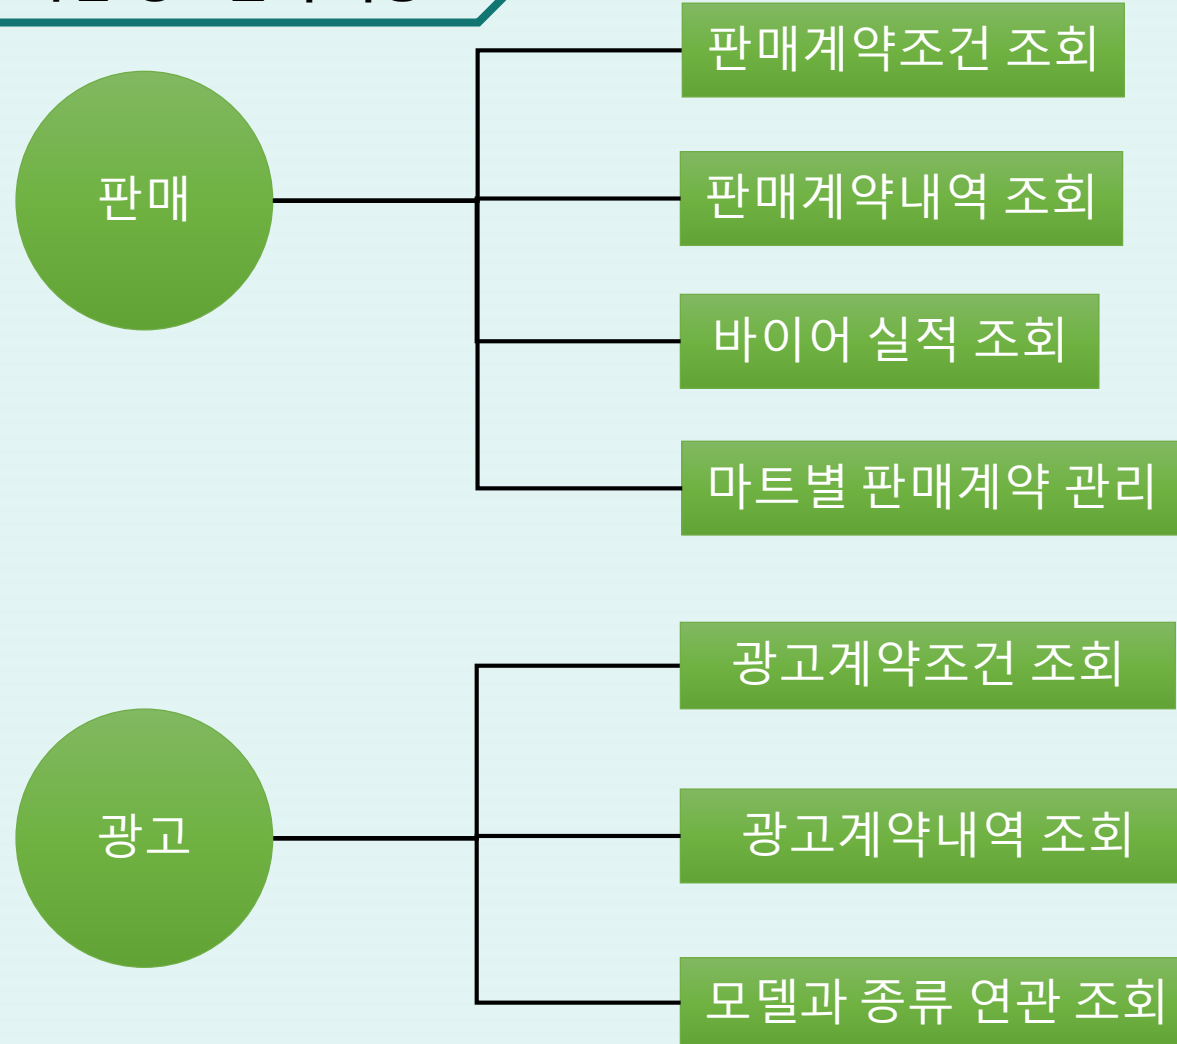 판매
판매계약조건 조회
판매계약내역 조회
바이어 실적 조회
마트별 판매계약 관리
광고
광고계약조건 조회
광고계약내역 조회
모델과 종류 연관 조회